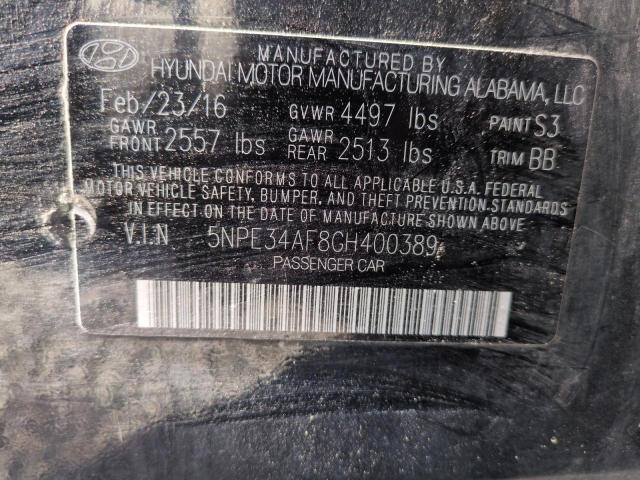 MANUFACTURED BY
HYUNDAI MOTOR MANUFACTURING ALABAMA, LLC
Feb/23/16 GVWR 4497 lbs PAINT S3
GAWR FRONT 2557 lbs GAWR REAR 2513 lbs TRIM BB
THIS VEHICLE CONFORMS TO ALL APPLICABLE U.S.A. FEDERAL
MOTOR VEHICLE SAFETY, BUMPER, AND THEFT PREVENTION STANDARDS
IN EFFECT ON THE DATE OF MANUFACTURE SHOWN ABOVE
V.I.N 5NPE34AF8GH400389
PASSENGER CAR